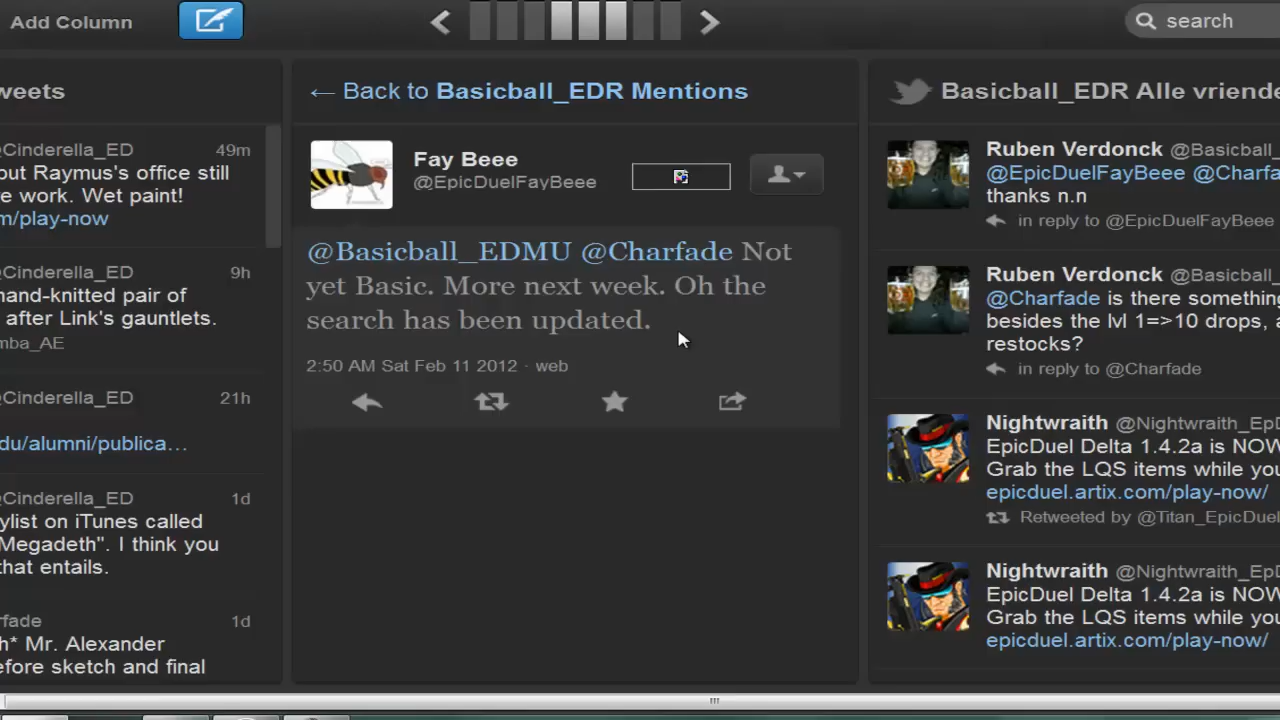 Add Column
search
weets
@Cinderella_ED 49m
but Raymus's office still
re work. Wet paint!
m/play-now
@Cinderella_ED 9h
hand-knitted pair of
after Link's gauntlets.
mba_AE
@Cinderella_ED 21h
du/alumni/publica…
@Cinderella_ED 1d
ylist on iTunes called
Megadeth". I think you
that entails.
rfade 1d
h* Mr. Alexander
efore sketch and final
← Back to Basicball_EDR Mentions
Fay Beee
@EpicDuelFayBeee
@Basicball_EDMU @Charfade Not
yet Basic. More next week. Oh the
search has been updated.
2:50 AM Sat Feb 11 2012 · web
Basicball_EDR Alle vriende
Ruben Verdonck @Basicball_
@EpicDuelFayBeee @Charfa
thanks n.n
in reply to @EpicDuelFayBeee
Ruben Verdonck @Basicball_
@Charfade is there something
besides the lvl 1=>10 drops, a
restocks?
in reply to @Charfade
Nightwraith @Nightwraith_EpD
EpicDuel Delta 1.4.2a is NOW
Grab the LQS items while you
epicduel.artix.com/play-now/
Retweeted by @Titan_EpicDuel
Nightwraith @Nightwraith_EpD
EpicDuel Delta 1.4.2a is NOW
Grab the LQS items while you
epicduel.artix.com/play-now/